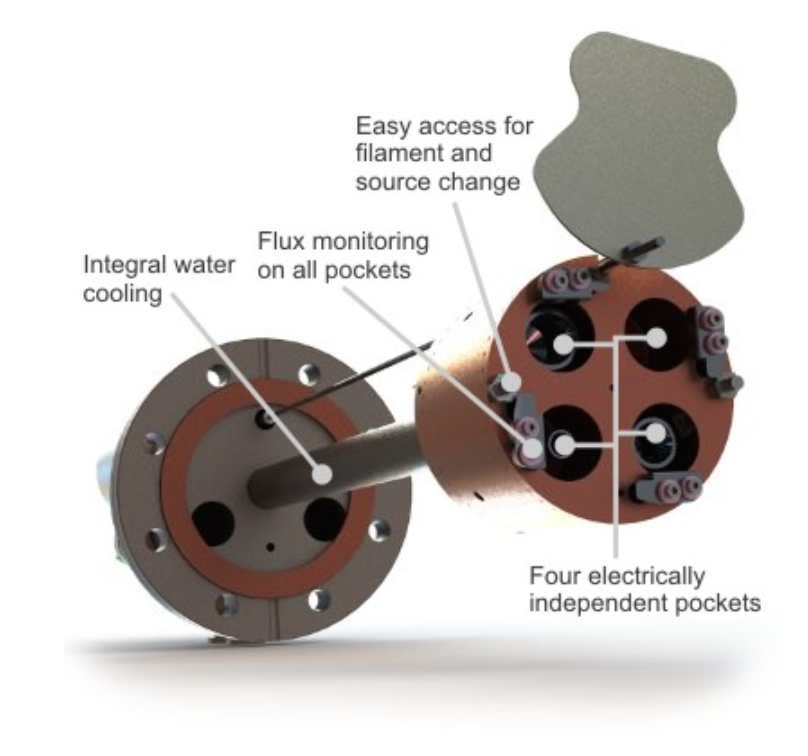 Easy access for
filament and
source change
Flux monitoring
on all pockets
Integral water
cooling
Four electrically
independent pockets